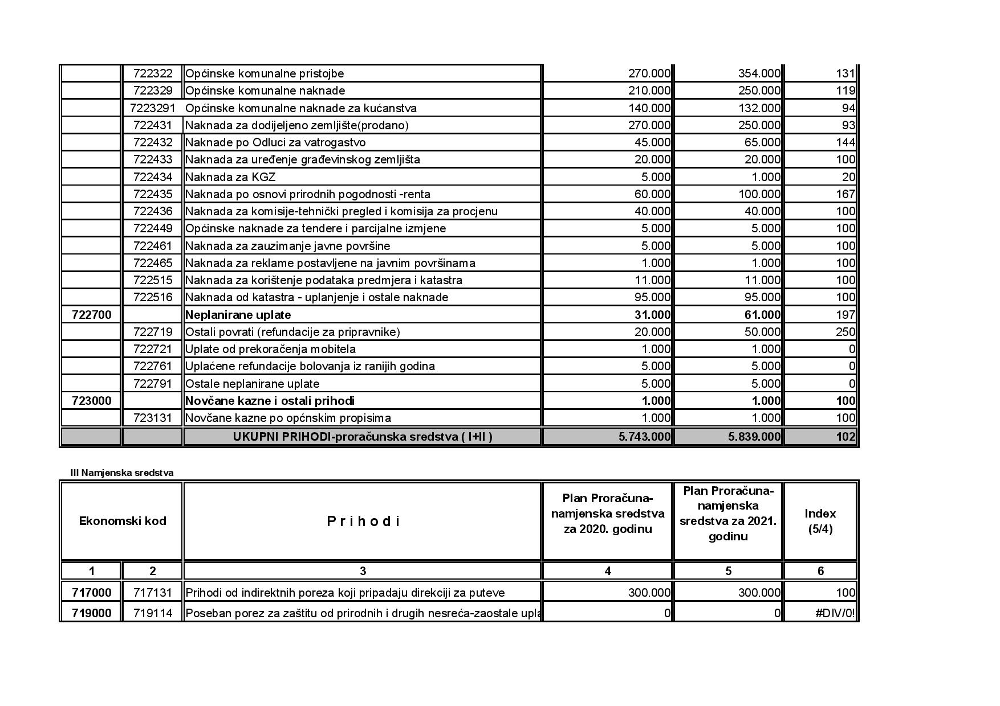 722322 Općinske komunalne pristojbe 270.000 354.000 131
722329 Općinske komunalne naknade 210.000 250.000 119
7223291 Općinske komunalne naknade za kućanstva 140.000 132.000 94
722431 Naknada za dodijeljeno zemljište(prodano) 270.000 250.000 93
722432 Naknade po Odluci za vatrogastvo 45.000 65.000 144
722433 Naknada za uređenje građevinskog zemljišta 20.000 20.000 100
722434 Naknada za KGZ 5.000 1.000 20
722435 Naknada po osnovi prirodnih pogodnosti -renta 60.000 100.000 167
722436 Naknada za komisije-tehnički pregled i komisija za procjenu 40.000 40.000 100
722449 Općinske naknade za tendere i parcijalne izmjene 5.000 5.000 100
722461 Naknada za zauzimanje javne površine 5.000 5.000 100
722465 Naknada za reklame postavljene na javnim površinama 1.000 1.000 100
722515 Naknada za korištenje podataka predmjera i katastra 11.000 11.000 100
722516 Naknada od katastra - uplanjenje i ostale naknade 95.000 95.000 100
722700 Neplanirane uplate 31.000 61.000 197
722719 Ostali povrati (refundacije za pripravnike) 20.000 50.000 250
722721 Uplate od prekoračenja mobitela 1.000 1.000 0
722761 Uplaćene refundacije bolovanja iz ranijih godina 5.000 5.000 0
722791 Ostale neplanirane uplate 5.000 5.000 0
723000 Novčane kazne i ostali prihodi 1.000 1.000 100
723131 Novčane kazne po općnskim propisima 1.000 1.000 100
UKUPNI PRIHODI-proračunska sredstva ( I+II ) 5.743.000 5.839.000 102
III Namjenska sredstva
Ekonomski kod
P r i h o d i
Plan Proračuna-
namjenska sredstva
za 2020. godinu
Plan Proračuna-
namjenska
sredstva za 2021.
godinu
Index
(5/4)
1 2 3 4 5 6
717000 717131 Prihodi od indirektnih poreza koji pripadaju direkciji za puteve 300.000 300.000 100
719000 719114 Poseban porez za zaštitu od prirodnih i drugih nesreća-zaostale upla 0 0 #DIV/0!